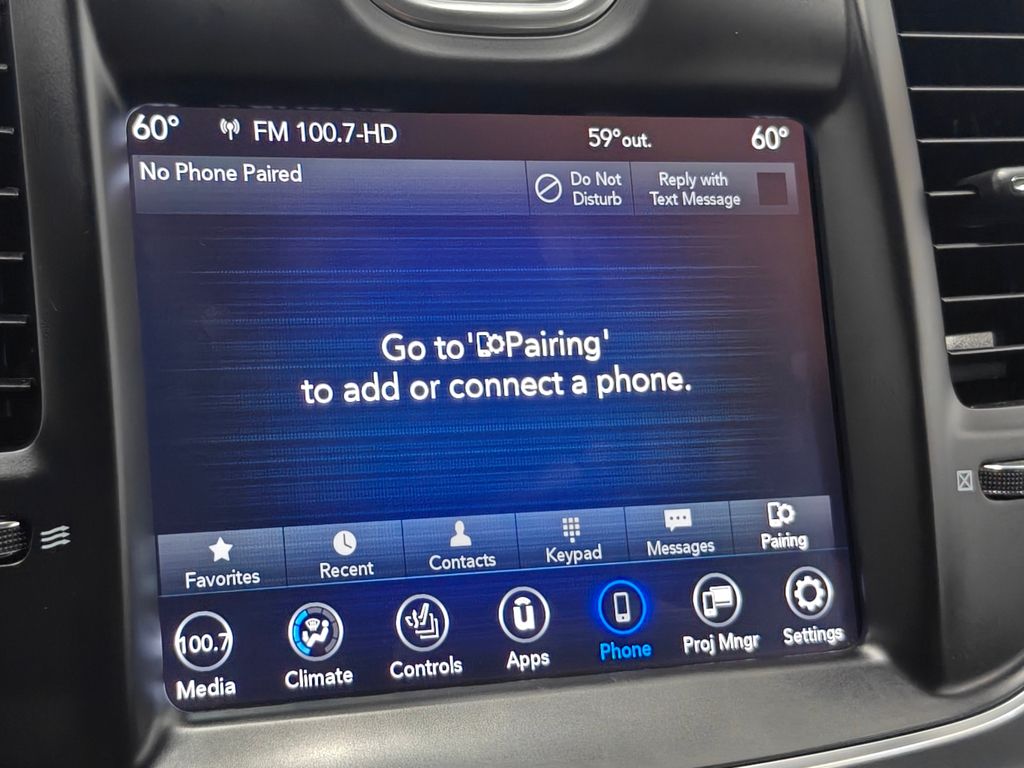 60° FM 100.7-HD 59°out. 60°
No Phone Paired
Do Not
Disturb
Reply with
Text Message
Go to 'Pairing'
to add or connect a phone.
Favorites Recent Contacts Keypad Messages Pairing
100.7 u
Media Climate Controls Apps Phone Proj Mngr Settings